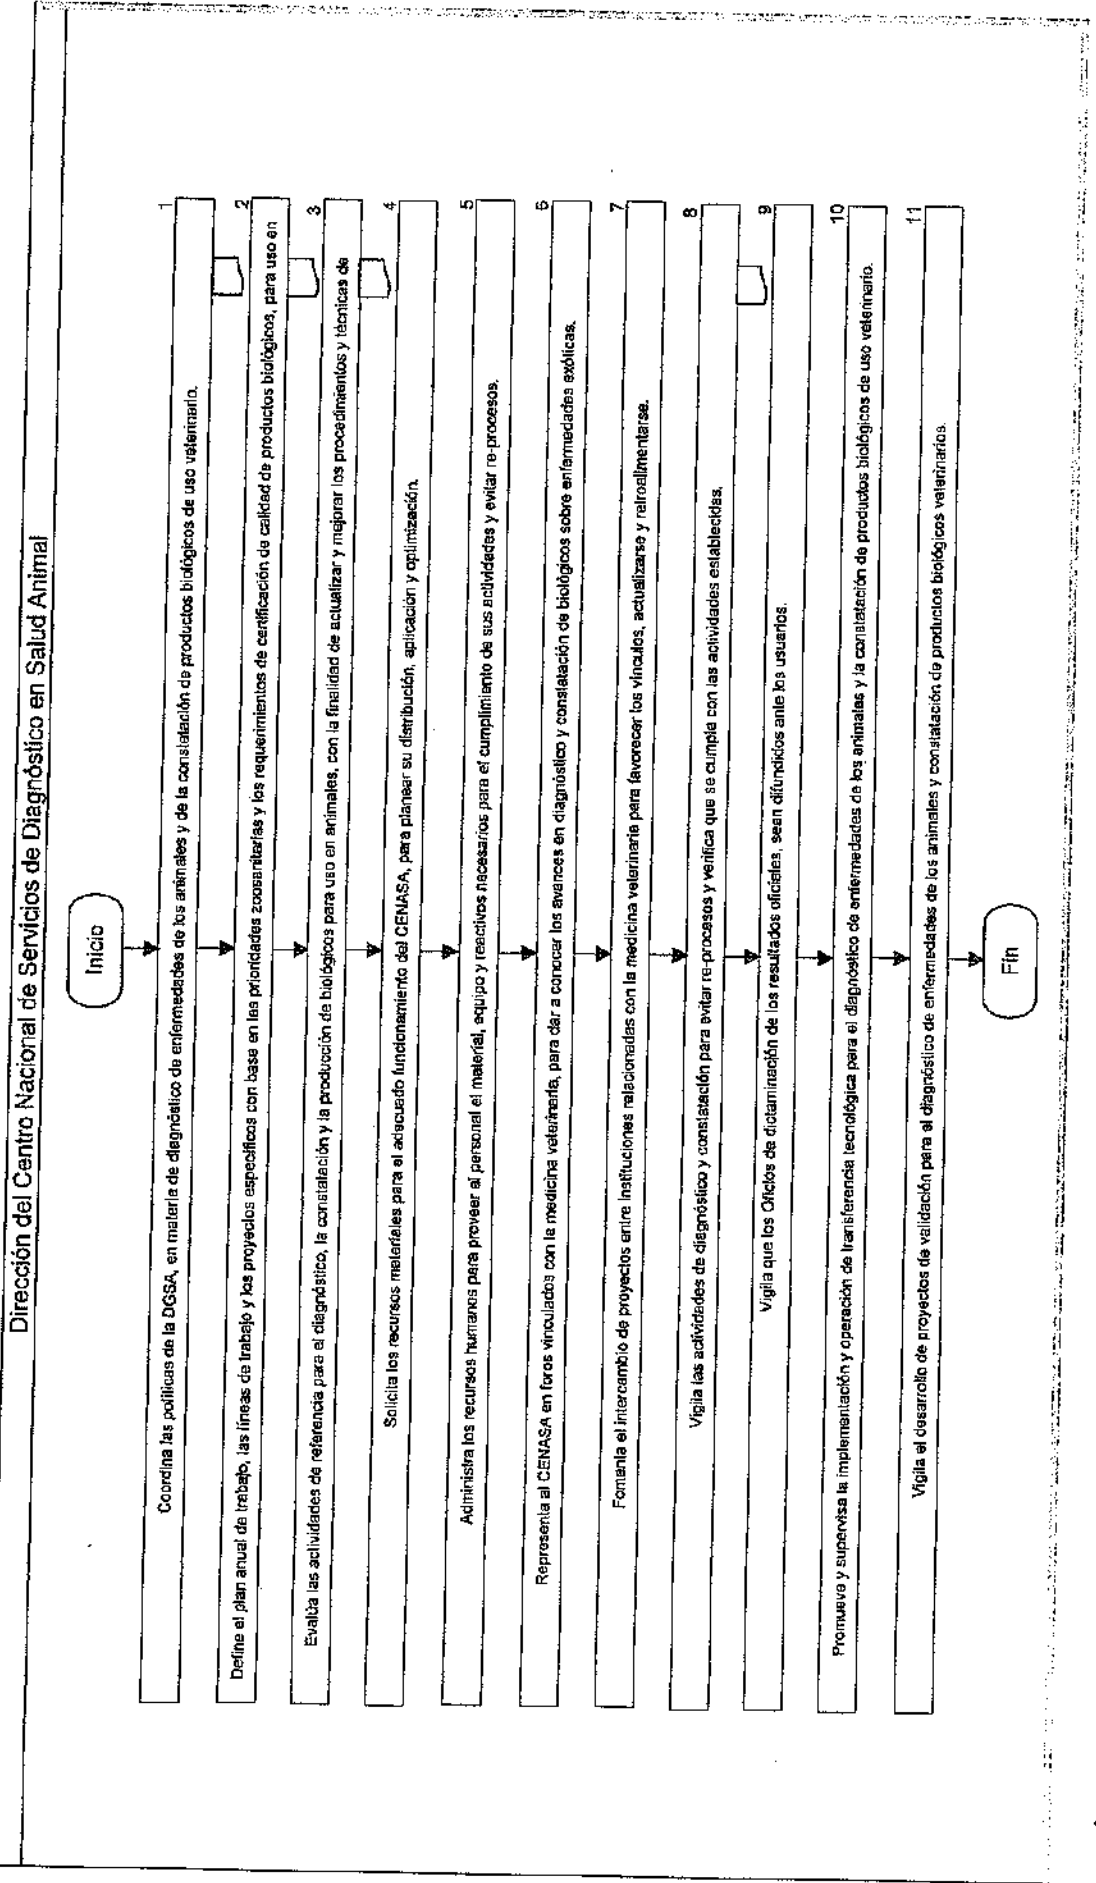 Dirección del Centro Nacional de Servicios de Diagnóstico en Salud Animal
Inicio
1
Coordina las políticas de la DGSA, en materia de diagnóstico de enfermedades de los animales y de la constatación de productos biológicos de uso veterinario.
2
Define el plan anual de trabajo, las líneas de trabajo y los proyectos específicos con base en las prioridades zoosanitarias y los requerimientos de certificación de calidad de productos biológicos, para uso en
3
Evalúa las actividades de referencia para el diagnóstico, la constatación y la producción de biológicos para uso en animales, con la finalidad de actualizar y mejorar los procedimientos y técnicas de
4
Solicita los recursos materiales para el adecuado funcionamiento del CENASA, para planear su distribución, aplicación y optimización.
5
Administra los recursos humanos para proveer al personal el material, equipo y reactivos necesarios para el cumplimiento de sus actividades y evitar re-procesos.
6
Representa al CENASA en foros vinculados con la medicina veterinaria, para dar a conocer los avances en diagnóstico y constatación de biológicos sobre enfermedades exóticas.
7
Fomenta el intercambio de proyectos entre Instituciones relacionadas con la medicina veterinaria para favorecer los vínculos, actualizarse y retroalimentarse.
8
Vigila las actividades de diagnóstico y constatación para evitar re-procesos y verifica que se cumpla con las actividades establecidas.
9
Vigila que los Oficios de dictaminación de los resultados oficiales, sean difundidos ante los usuarios.
10
Promueve y supervisa la implementación y operación de transferencia tecnológica para el diagnóstico de enfermedades de los animales y la constatación de productos biológicos de uso veterinario.
11
Vigila el desarrollo de proyectos de validación para el diagnóstico de enfermedades de los animales y constatación de productos biológicos veterinarios.
Fin